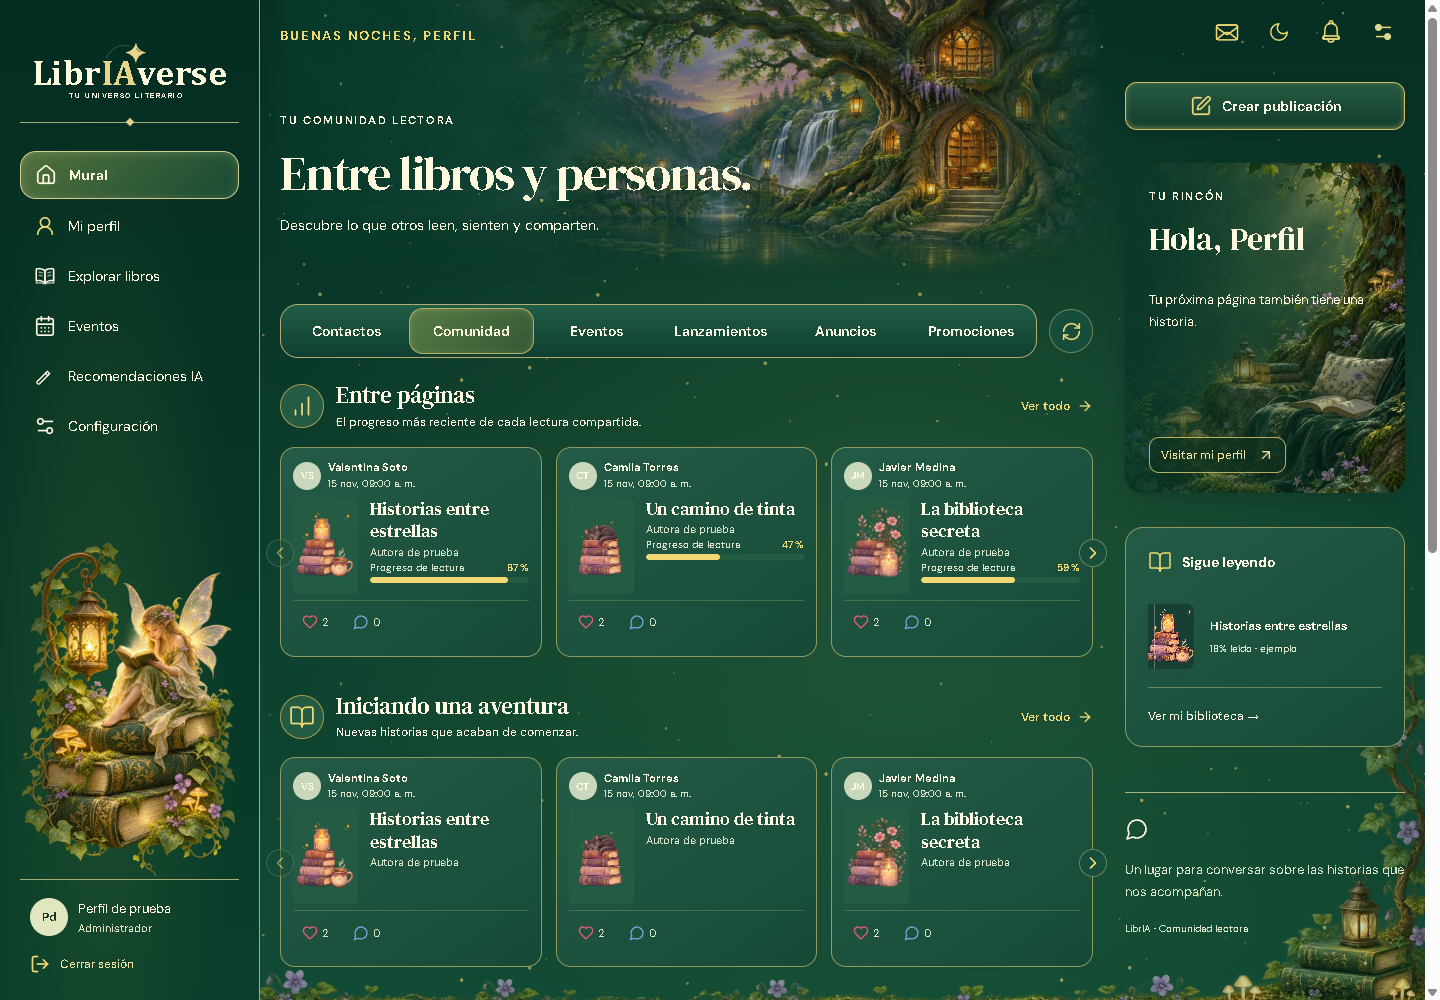 LibrIAverse
TU UNIVERSO LITERARIO
Mural
Mi perfil
Explorar libros
Eventos
Recomendaciones IA
Configuración
Pd
Perfil de prueba
Administrador
Cerrar sesión
BUENAS NOCHES, PERFIL
TU COMUNIDAD LECTORA
Entre libros y personas.
Descubre lo que otros leen, sienten y comparten.
Contactos
Comunidad
Eventos
Lanzamientos
Anuncios
Promociones
Entre páginas
El progreso más reciente de cada lectura compartida.
Ver todo →
VS
Valentina Soto
15 nov, 09:00 a. m.
Historias entre
estrellas
Autora de prueba
Progreso de lectura 87%
2 0
CT
Camila Torres
15 nov, 09:00 a. m.
Un camino de tinta
Autora de prueba
Progreso de lectura 47%
2 0
JM
Javier Medina
15 nov, 09:00 a. m.
La biblioteca
secreta
Autora de prueba
Progreso de lectura 59%
2 0
Iniciando una aventura
Nuevas historias que acaban de comenzar.
Ver todo →
VS
Valentina Soto
15 nov, 09:00 a. m.
Historias entre
estrellas
Autora de prueba
2 0
CT
Camila Torres
15 nov, 09:00 a. m.
Un camino de tinta
Autora de prueba
2 0
JM
Javier Medina
15 nov, 09:00 a. m.
La biblioteca
secreta
Autora de prueba
2 0
Crear publicación
TU RINCÓN
Hola, Perfil
Tu próxima página también tiene una
historia.
Visitar mi perfil ↗
Sigue leyendo
Historias entre estrellas
18% leído · ejemplo
Ver mi biblioteca →
Un lugar para conversar sobre las historias que
nos acompañan.
LibrIA · Comunidad lectora